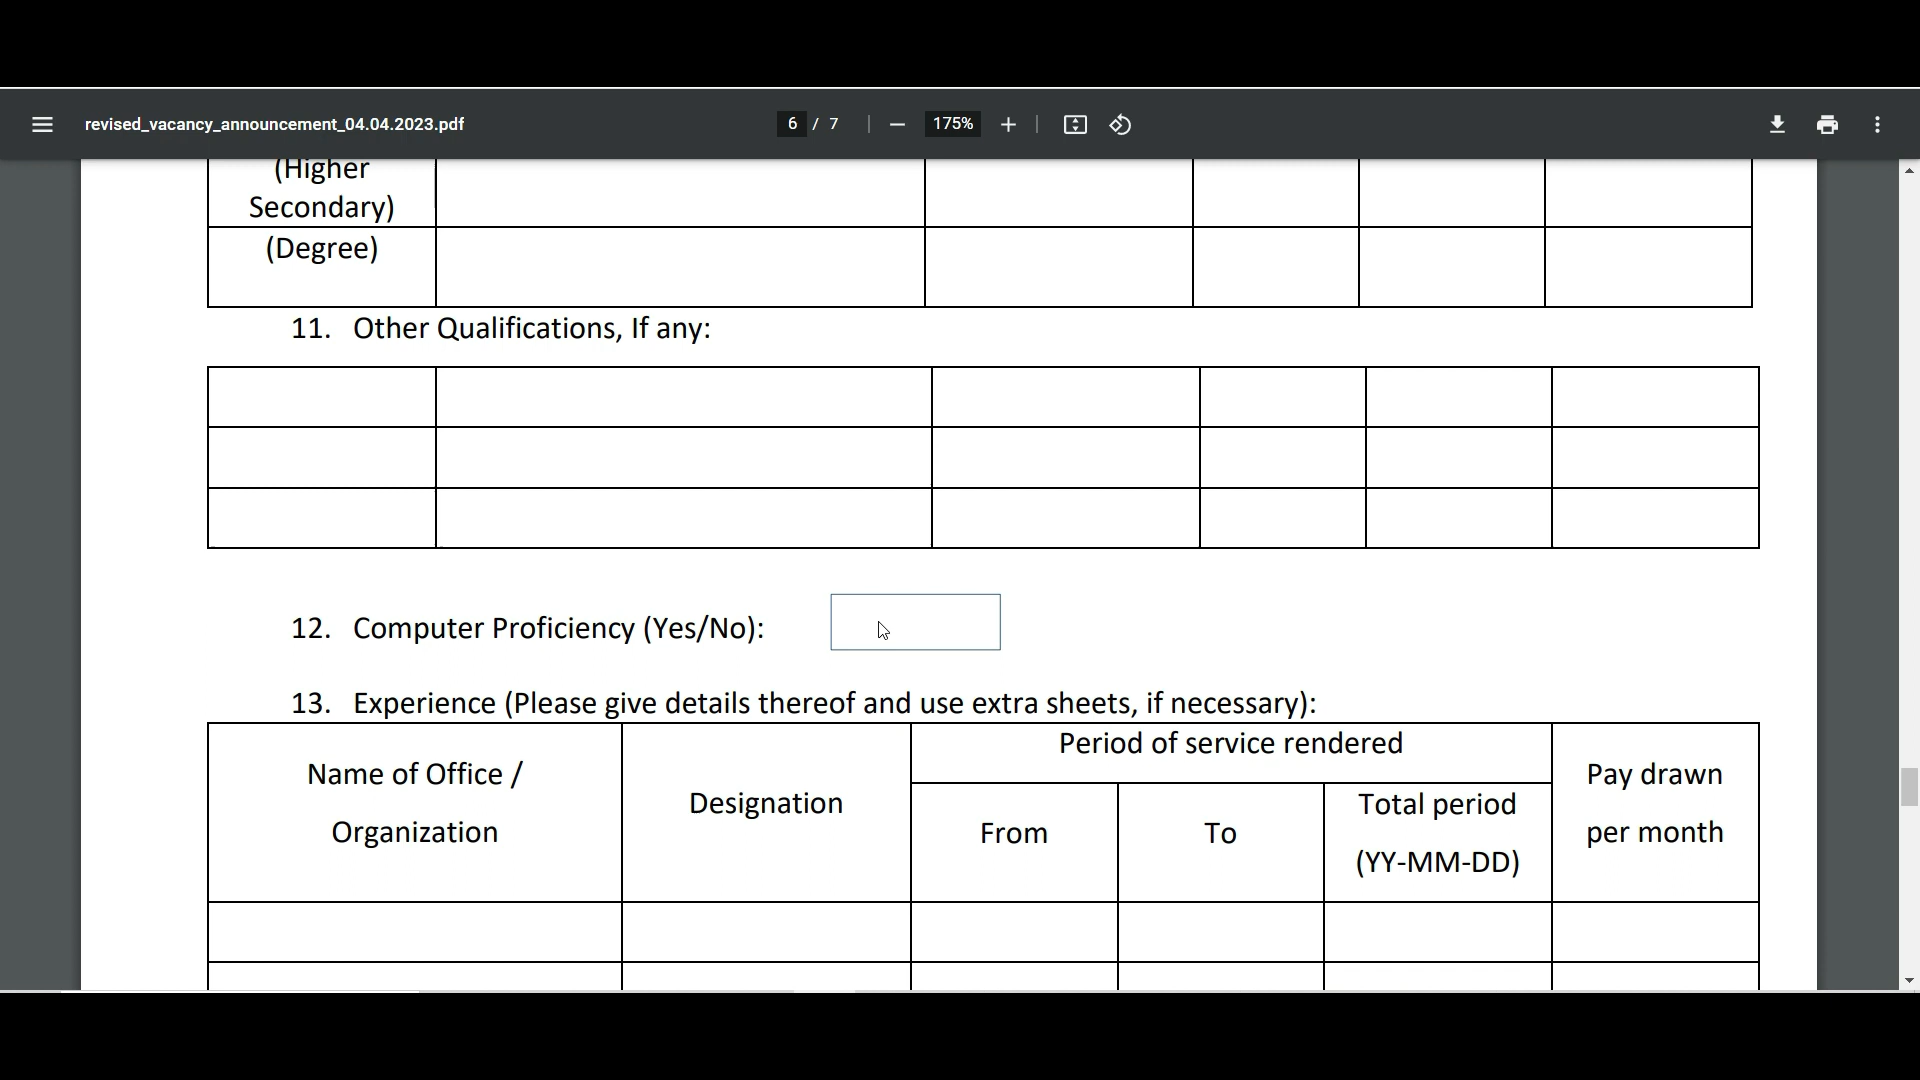 revised_vacancy_announcement_04.04.2023.pdf
6 / 7
175%
(Higher
Secondary)
(Degree)
11. Other Qualifications, If any:
12. Computer Proficiency (Yes/No):
13. Experience (Please give details thereof and use extra sheets, if necessary):
Name of Office /
Organization
Designation
Period of service rendered
From
To
Total period
(YY-MM-DD)
Pay drawn
per month